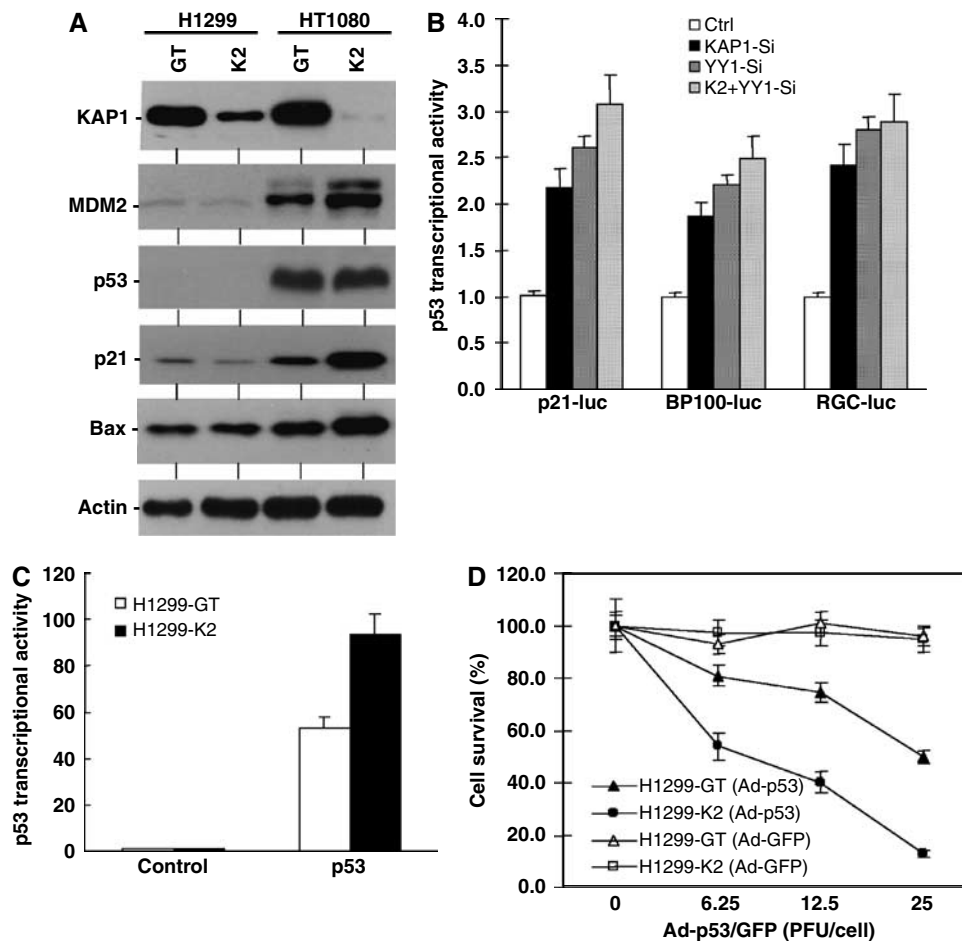 A
H1299 HT1080
GT K2 GT K2
KAP1
MDM2
p53
p21
Bax
Actin
B
p53 transcriptional activity
4.0
3.5
3.0
2.5
2.0
1.5
1.0
0.5
0.0
Ctrl
KAP1-Si
YY1-Si
K2+YY1-Si
p21-luc BP100-luc RGC-luc
C
p53 transcriptional activity
120
100
80
60
40
20
0
H1299-GT
H1299-K2
Control p53
D
Cell survival (%)
120.0
100.0
80.0
60.0
40.0
20.0
0.0
H1299-GT (Ad-p53)
H1299-K2 (Ad-p53)
H1299-GT (Ad-GFP)
H1299-K2 (Ad-GFP)
0 6.25 12.5 25
Ad-p53/GFP (PFU/cell)